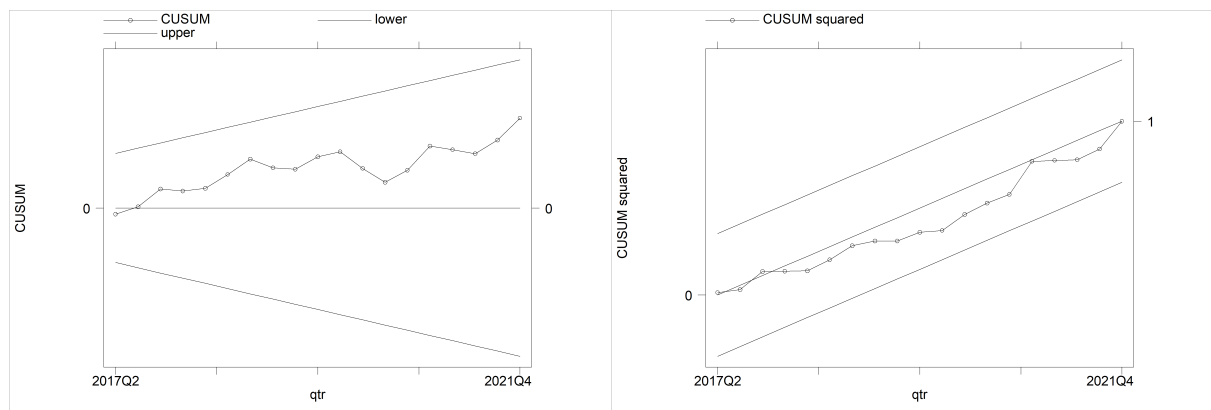 CUSUM lower
upper
CUSUM
0 0
2017Q2 2021Q4
qtr
CUSUM squared
CUSUM squared
1
0
2017Q2 2021Q4
qtr